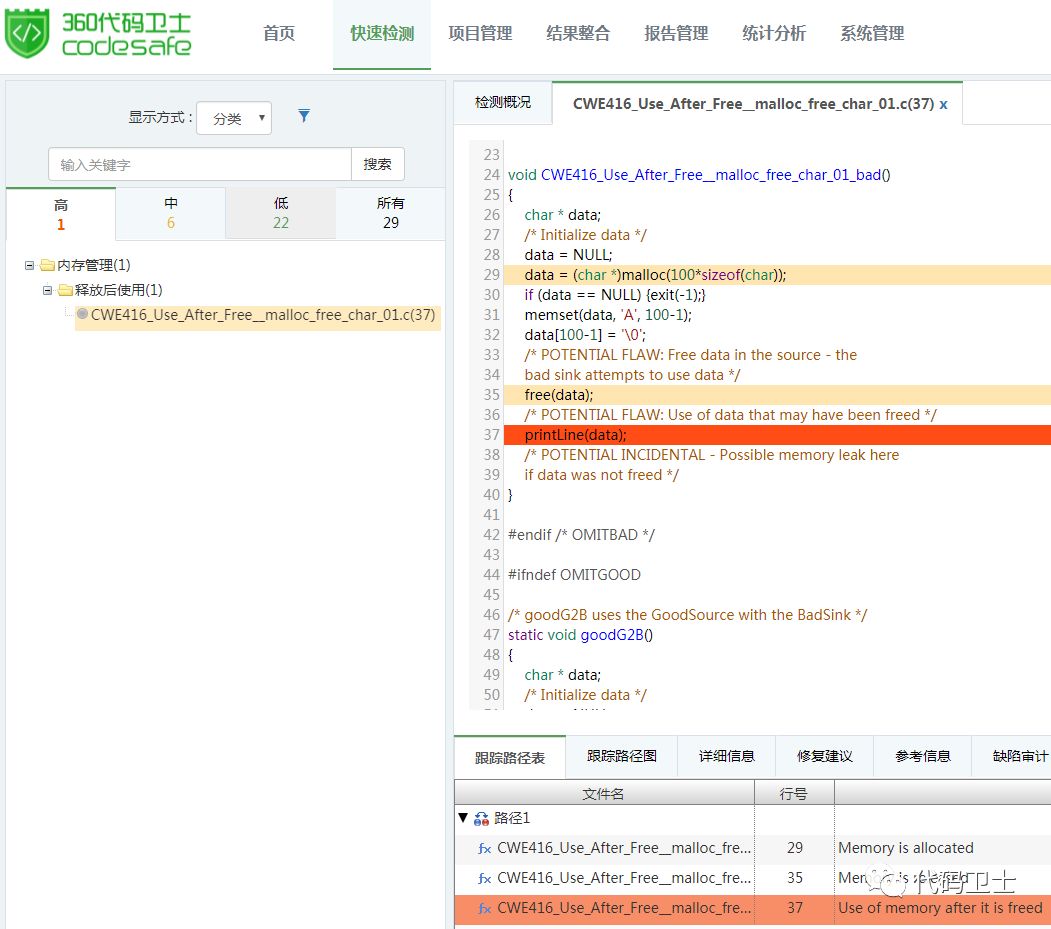 360代码卫士
codesafe
首页 快速检测 项目管理 结果整合 报告管理 统计分析 系统管理
显示方式 : 分类
输入关键字 搜索
高 中 低 所有
1 6 22 29
内存管理(1)
释放后使用(1)
CWE416_Use_After_Free__malloc_free_char_01.c(37)
检测概况 CWE416_Use_After_Free__malloc_free_char_01.c(37) x
23
24 void CWE416_Use_After_Free__malloc_free_char_01_bad()
25 {
26 char * data;
27 /* Initialize data */
28 data = NULL;
29 data = (char *)malloc(100*sizeof(char));
30 if (data == NULL) {exit(-1);}
31 memset(data, 'A', 100-1);
32 data[100-1] = '\0';
33 /* POTENTIAL FLAW: Free data in the source - the
34 bad sink attempts to use data */
35 free(data);
36 /* POTENTIAL FLAW: Use of data that may have been freed */
37 printLine(data);
38 /* POTENTIAL INCIDENTAL - Possible memory leak here
39 if data was not freed */
40 }
41
42 #endif /* OMITBAD */
43
44 #ifndef OMITGOOD
45
46 /* goodG2B uses the GoodSource with the BadSink */
47 static void goodG2B()
48 {
49 char * data;
50 /* Initialize data */
跟踪路径表 跟踪路径图 详细信息 修复建议 参考信息 缺陷审计
文件名 行号
路径1
fx CWE416_Use_After_Free__malloc_fre... 29 Memory is allocated
fx CWE416_Use_After_Free__malloc_fre... 35
fx CWE416_Use_After_Free__malloc_fre... 37 Use of memory after it is freed
代码卫士